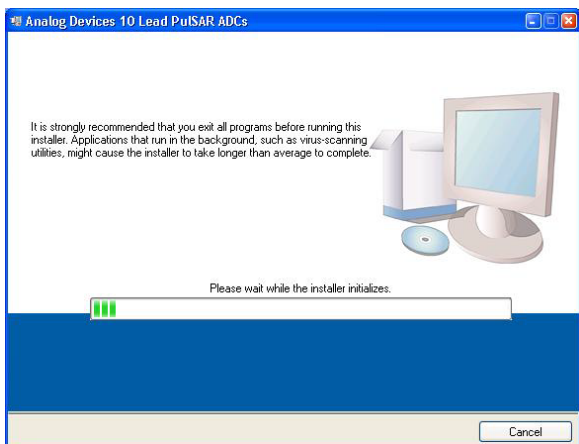 Analog Devices 10 Lead PulSAR ADCs
It is strongly recommended that you exit all programs before running this
installer. Applications that run in the background, such as virus-scanning
utilities, might cause the installer to take longer than average to complete.
Please wait while the installer initializes.
Cancel